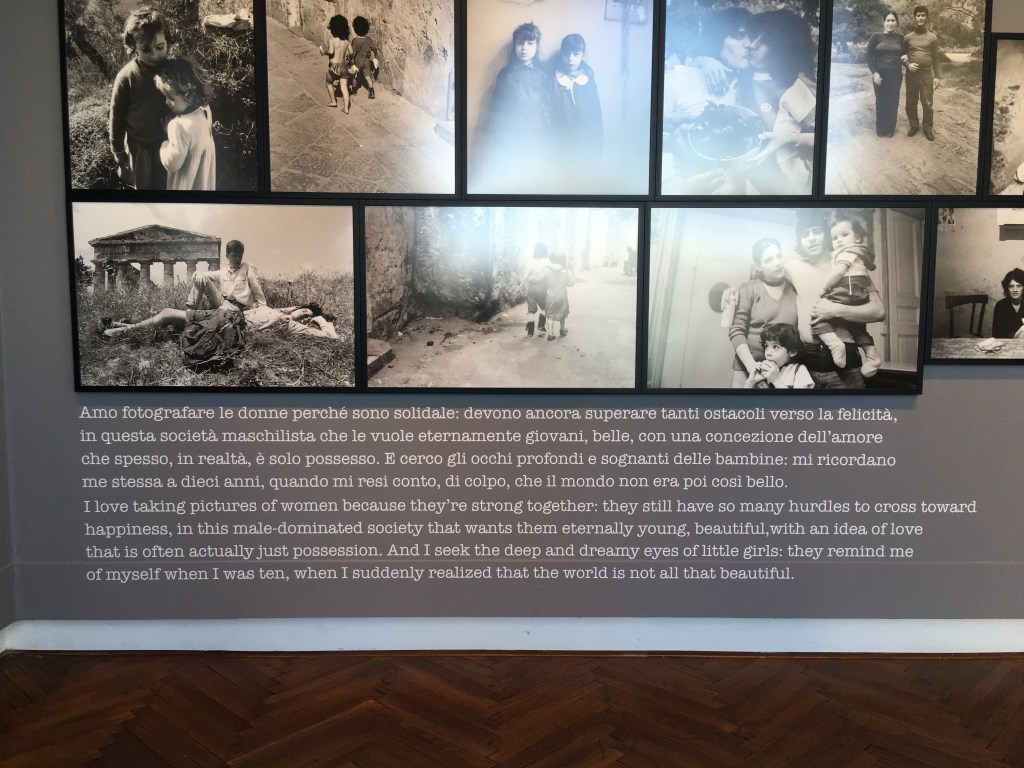 Amo fotografare le donne perché sono solidale: devono ancora superare tanti ostacoli verso la felicità,
in questa società maschilista che le vuole eternamente giovani, belle, con una concezione dell'amore
che spesso, in realtà, è solo possesso. E cerco gli occhi profondi e sognanti delle bambine: mi ricordano
me stessa a dieci anni, quando mi resi conto, di colpo, che il mondo non era poi così bello.
I love taking pictures of women because they're strong together: they still have so many hurdles to cross toward
happiness, in this male-dominated society that wants them eternally young, beautiful,with an idea of love
that is often actually just possession. And I seek the deep and dreamy eyes of little girls: they remind me
of myself when I was ten, when I suddenly realized that the world is not all that beautiful.